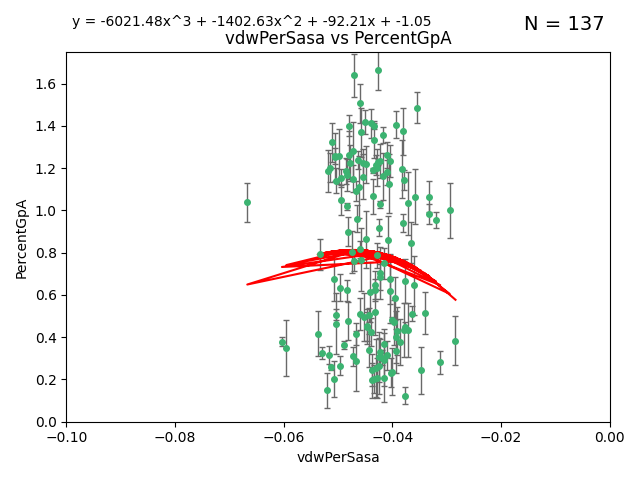 y = -6021.48x^3 + -1402.63x^2 + -92.21x + -1.05
N = 137
vdwPerSasa vs PercentGpA
PercentGpA
1.6
1.4
1.2
1.0
0.8
0.6
0.4
0.2
0.0
−0.10 −0.08 −0.06 −0.04 −0.02 0.00
vdwPerSasa